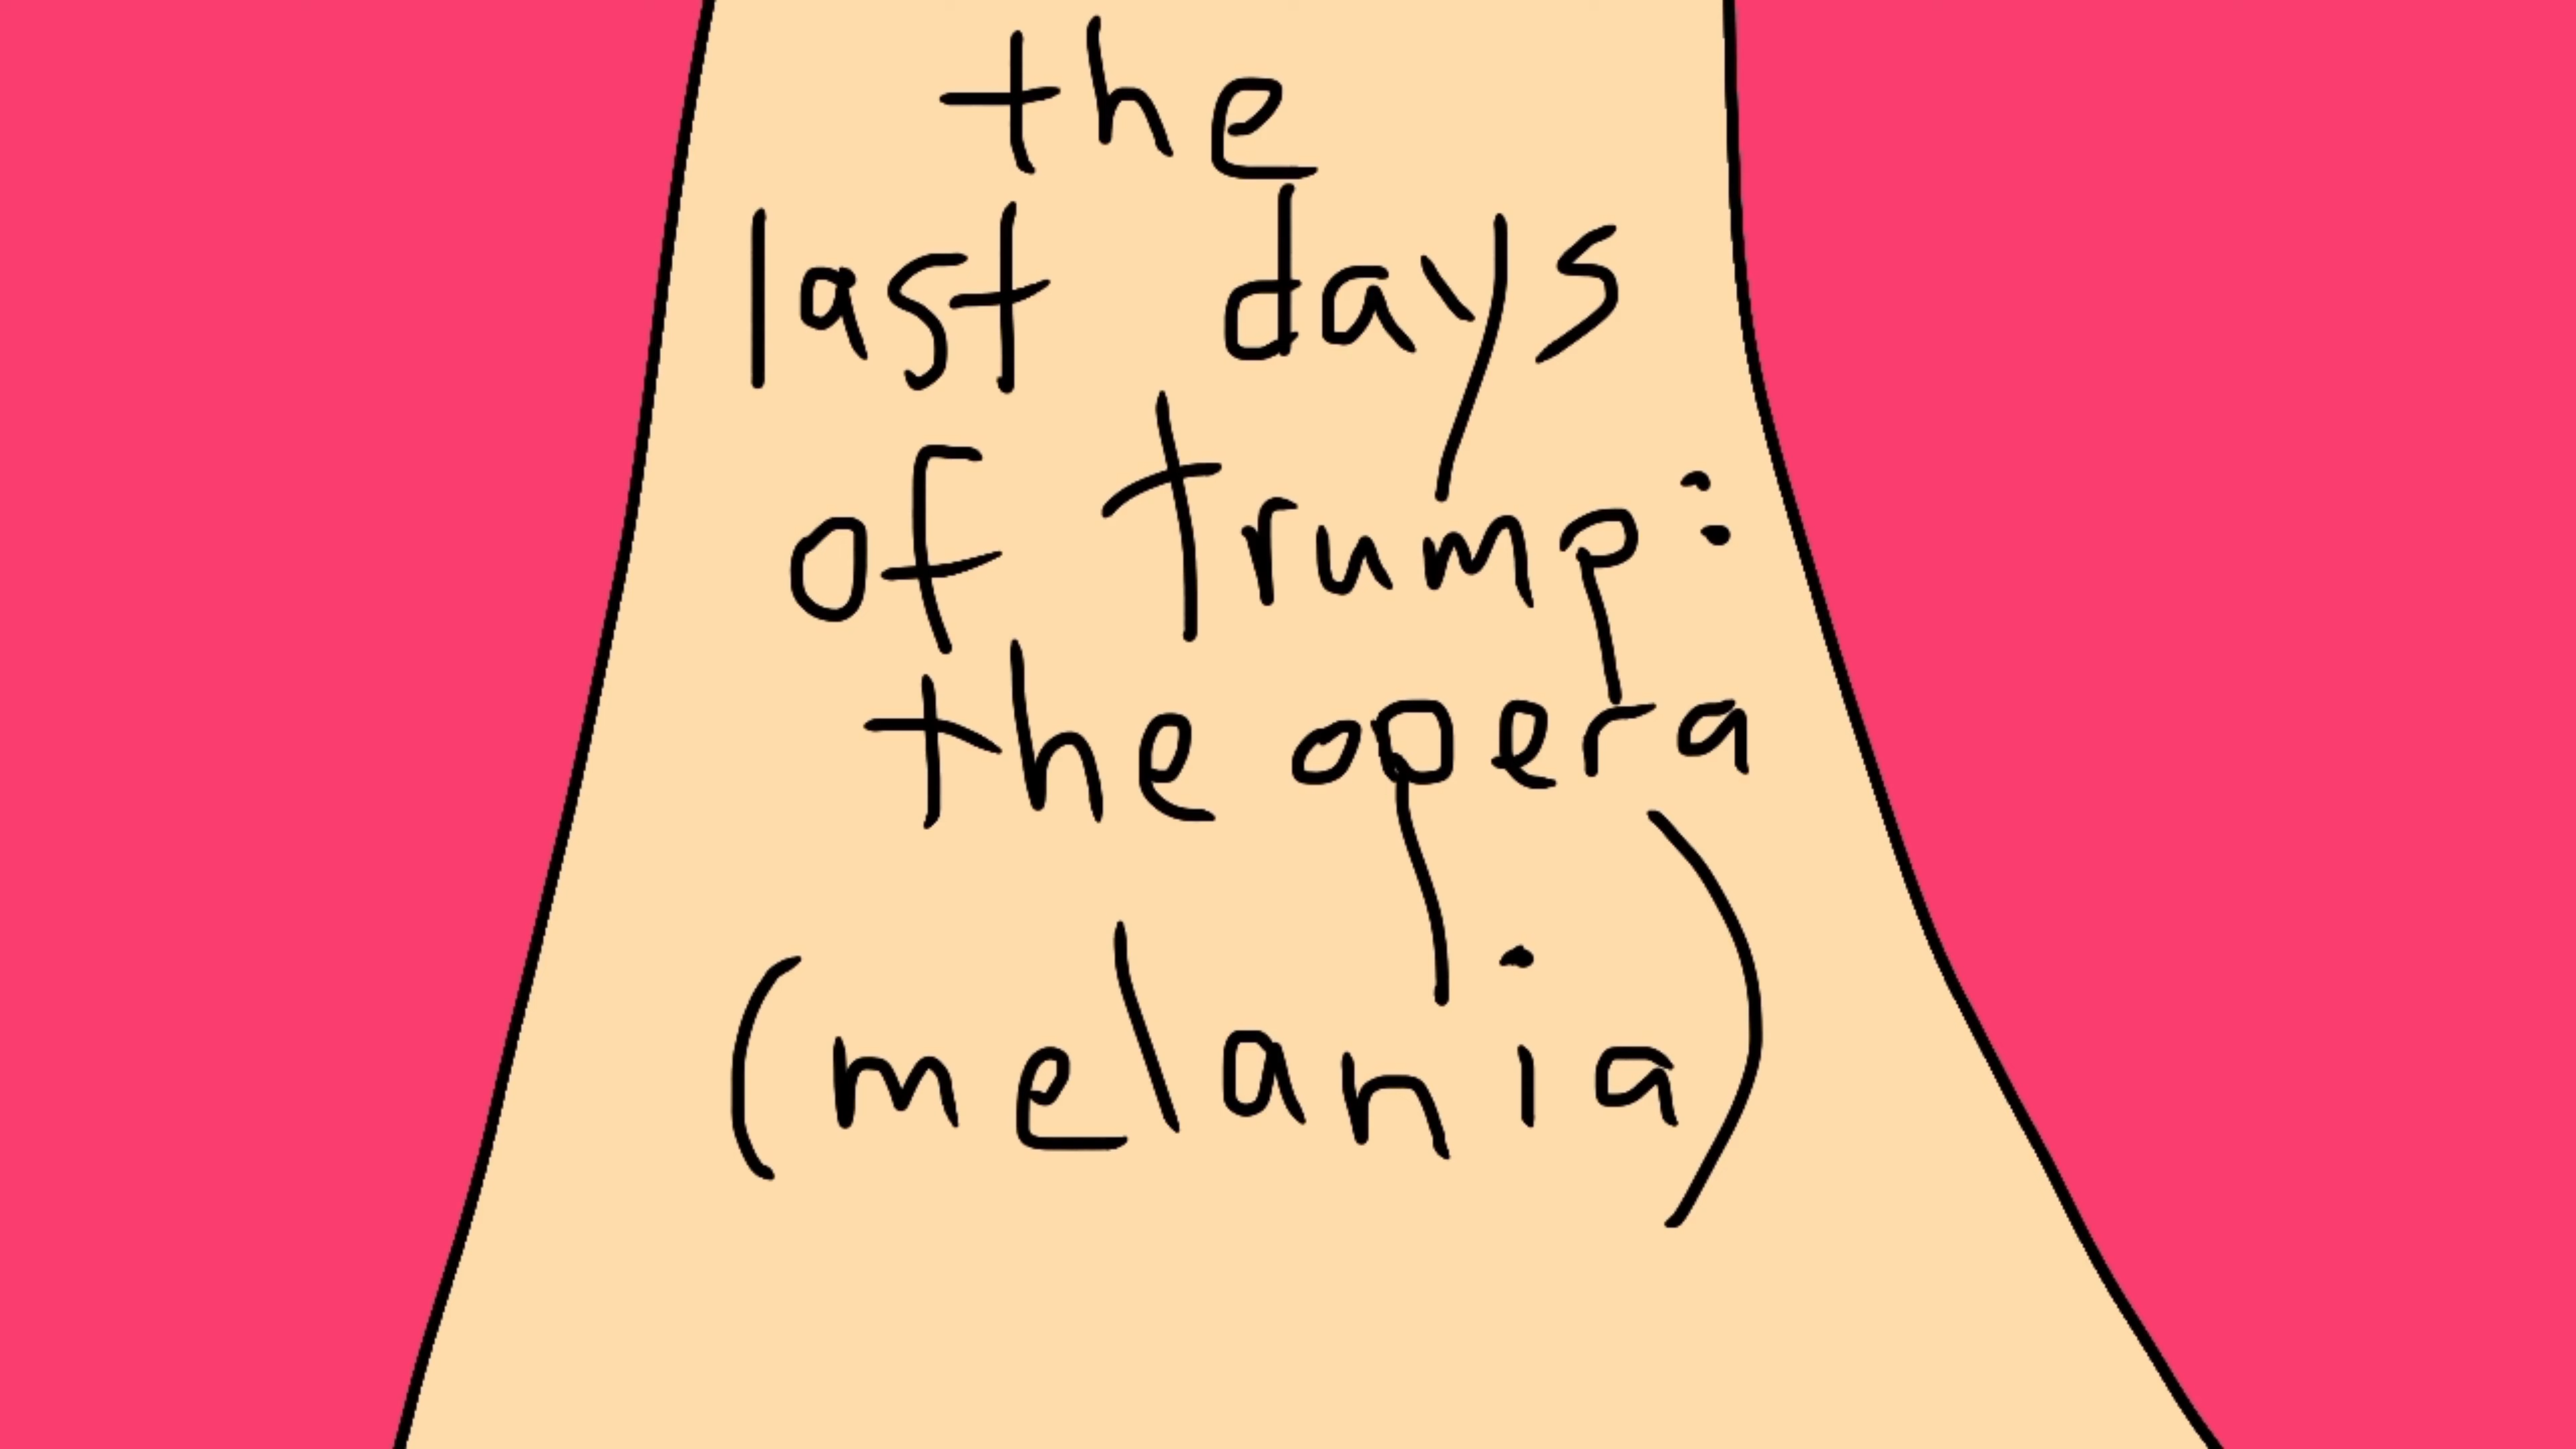 the
last days
of trump:
the opera
(melania)